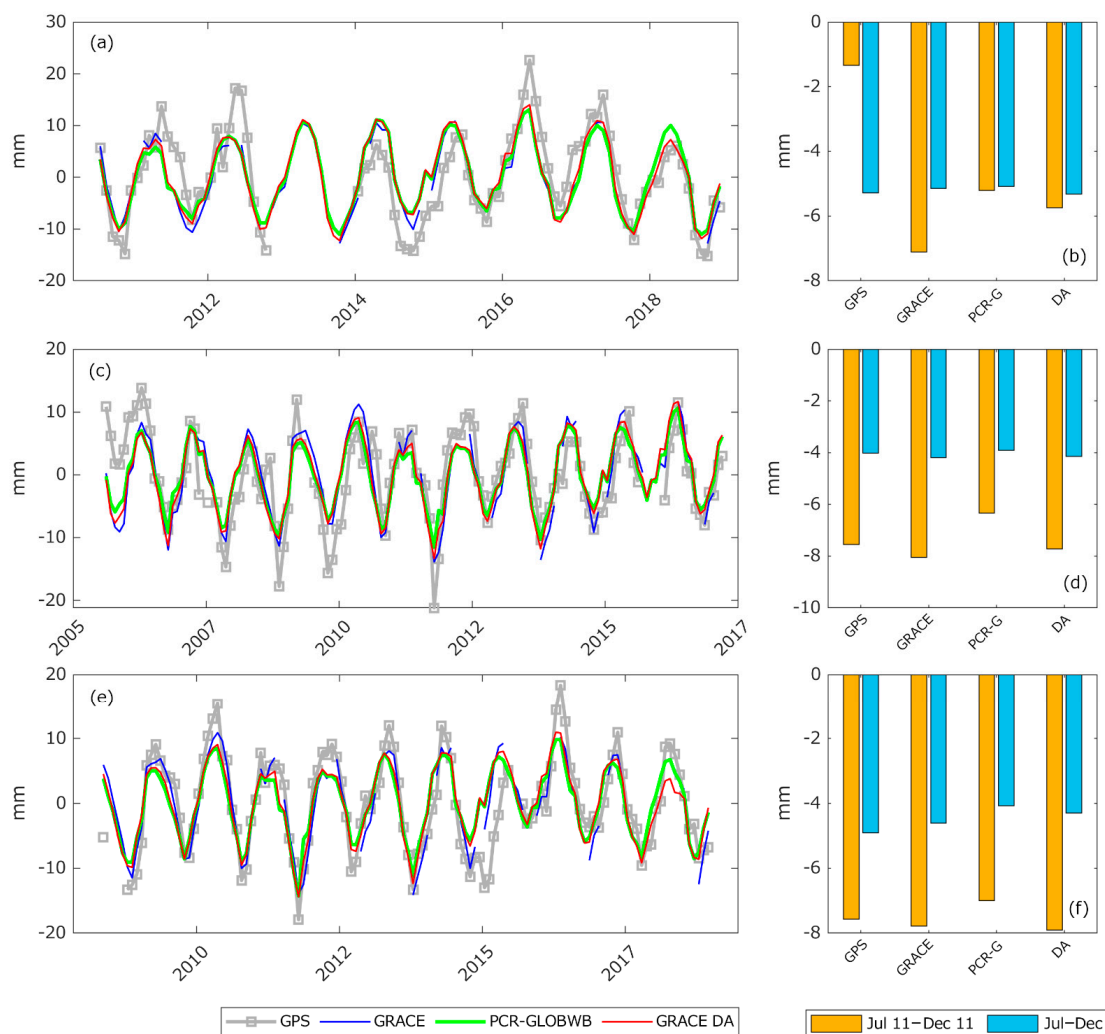 (a)
mm
30
20
10
0
-10
-20
2012
2014
2016
2018
(b)
mm
0
-2
-4
-6
-8
GPS
GRACE
PCR-G
DA
(c)
mm
20
10
0
-10
-20
2005
2007
2010
2012
2015
2017
(d)
mm
-4
-2
-4
-6
-8
-10
GPS
GRACE
PCR-G
DA
(e)
mm
20
10
0
-10
-20
2010
2012
2015
2017
(f)
mm
0
-2
-4
-6
-8
GPS
GRACE
PCR-G
DA
GPS
GRACE
PCR-GLOBWB
GRACE DA
Jul 11-Dec 11
Jul-Dec